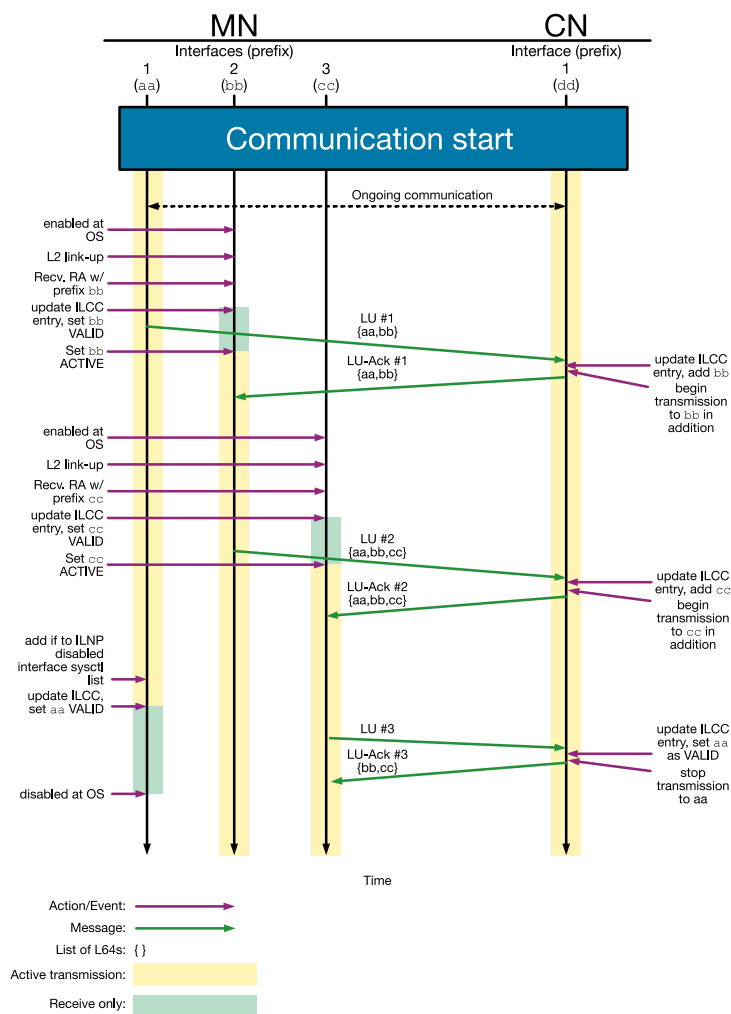 MN
CN
Interfaces (prefix)
Interface (prefix)
1
2
3
1
(aa)
(bb)
(cc)
(dd)
Communication start
Ongoing communication
enabled at
OS
L2 link-up
Recv. RA w/
prefix bb
update ILCC
entry, set bb
VALID
Set bb
ACTIVE
LU #1
{aa,bb}
LU-Ack #1
{aa,bb}
update ILCC
entry, add bb
begin
transmission
to bb in
addition
enabled at
OS
L2 link-up
Recv. RA w/
prefix cc
update ILCC
entry, set cc
VALID
Set cc
ACTIVE
LU #2
{aa,bb,cc}
LU-Ack #2
{aa,bb,cc}
update ILCC
entry, add cc
begin
transmission
to cc in
addition
add if to ILNP
disabled
interface sysctl
list
update ILCC,
set aa VALID
disabled at OS
LU #3
LU-Ack #3
{bb,cc}
update ILCC
entry, set aa
as VALID
stop
transmission
to aa
Time
Action/Event:
Message:
List of L64s: { }
Active transmission:
Receive only: